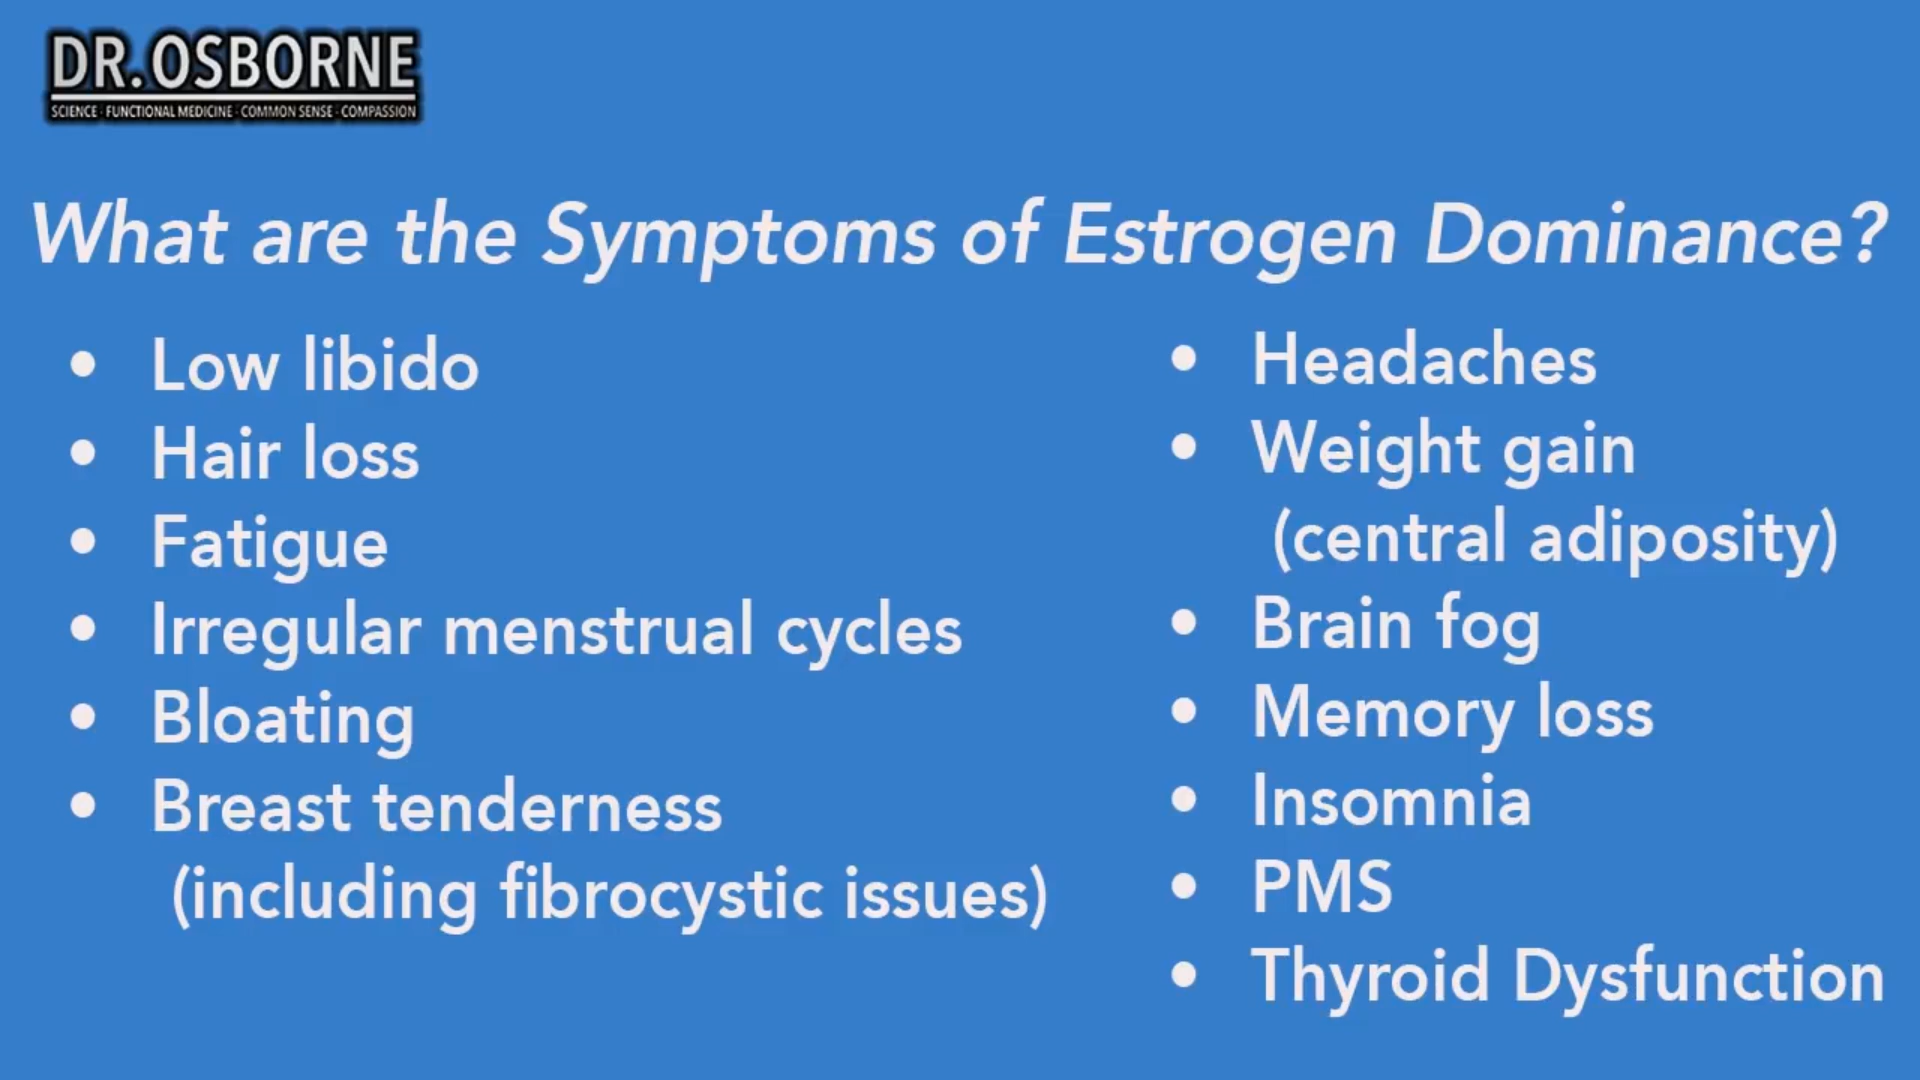 DR. OSBORNE
SCIENCE · FUNCTIONAL MEDICINE · COMMON SENSE · COMPASSION
What are the Symptoms of Estrogen Dominance?
• Low libido
• Hair loss
• Fatigue
• Irregular menstrual cycles
• Bloating
• Breast tenderness
(including fibrocystic issues)
• Headaches
• Weight gain
(central adiposity)
• Brain fog
• Memory loss
• Insomnia
• PMS
• Thyroid Dysfunction